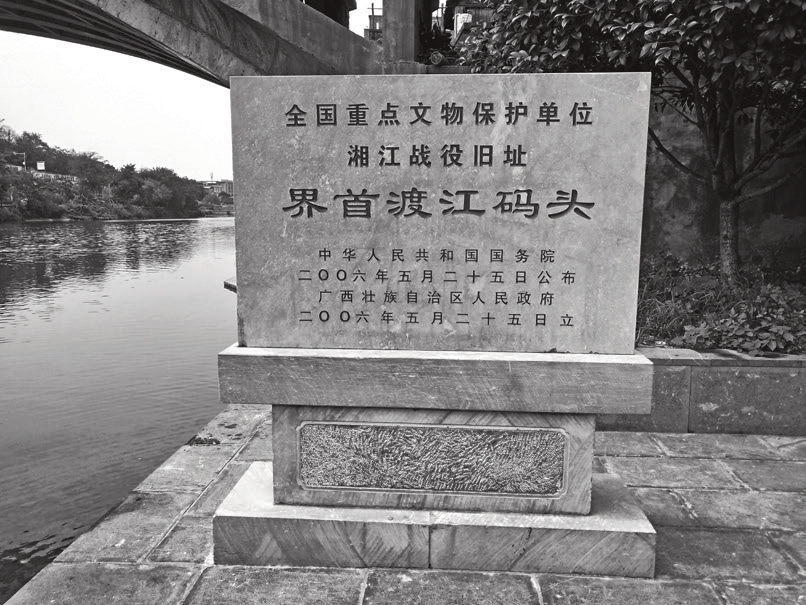 全国重点文物保护单位
湘江战役旧址
界首渡江码头
中华人民共和国国务院
二〇〇六年五月二十五日公布
广西壮族自治区人民政府
二〇〇六年五月二十五日立